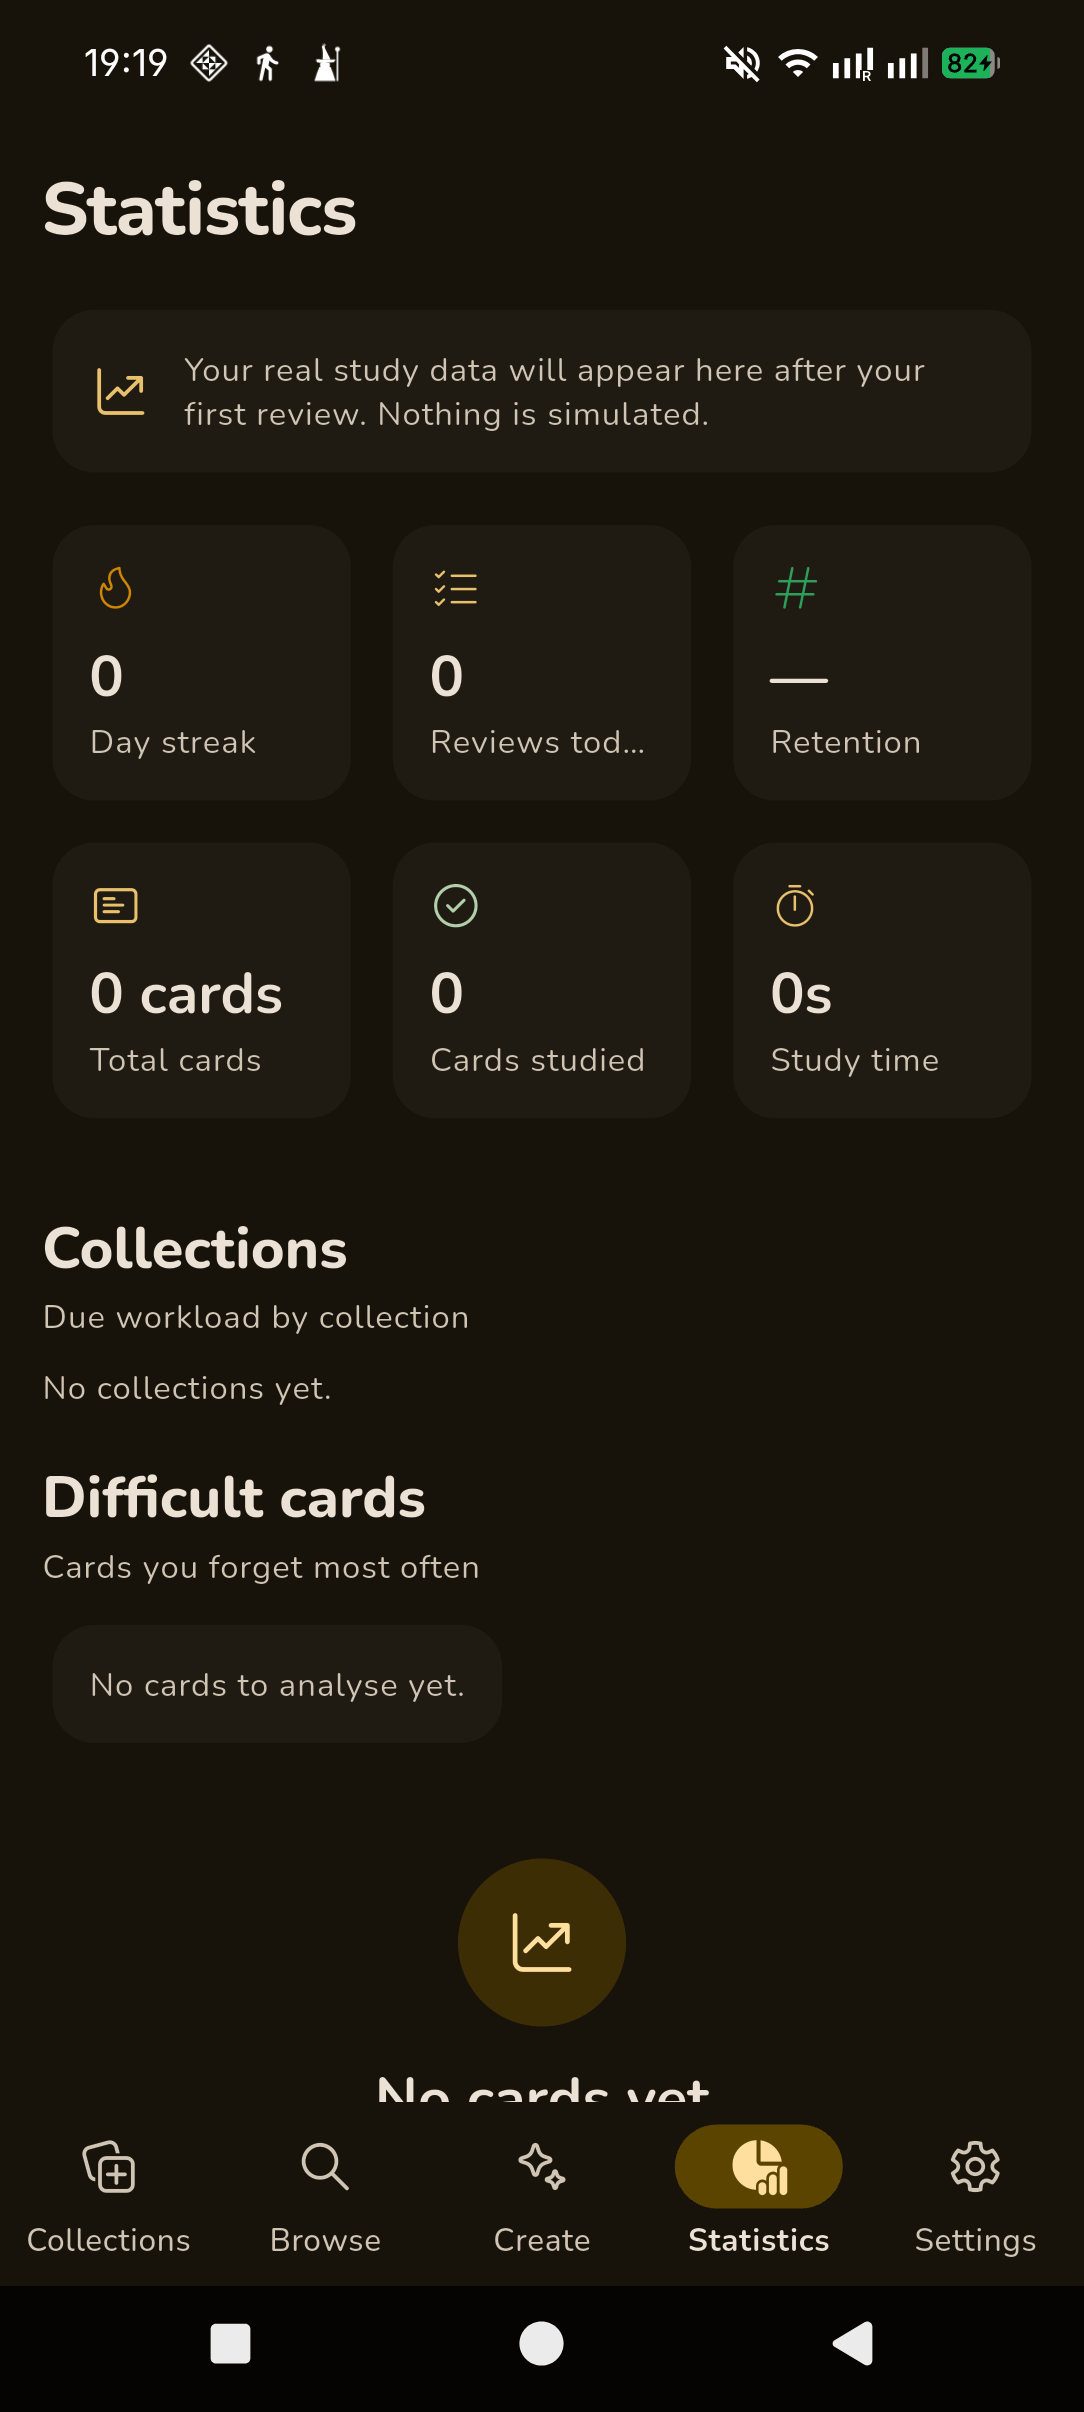 19:19
R
82
Statistics
Your real study data will appear here after your
first review. Nothing is simulated.
0
Day streak
0
Reviews tod...
—
Retention
0 cards
Total cards
0
Cards studied
0s
Study time
Collections
Due workload by collection
No collections yet.
Difficult cards
Cards you forget most often
No cards to analyse yet.
No cards yet
Collections
Browse
Create
Statistics
Settings